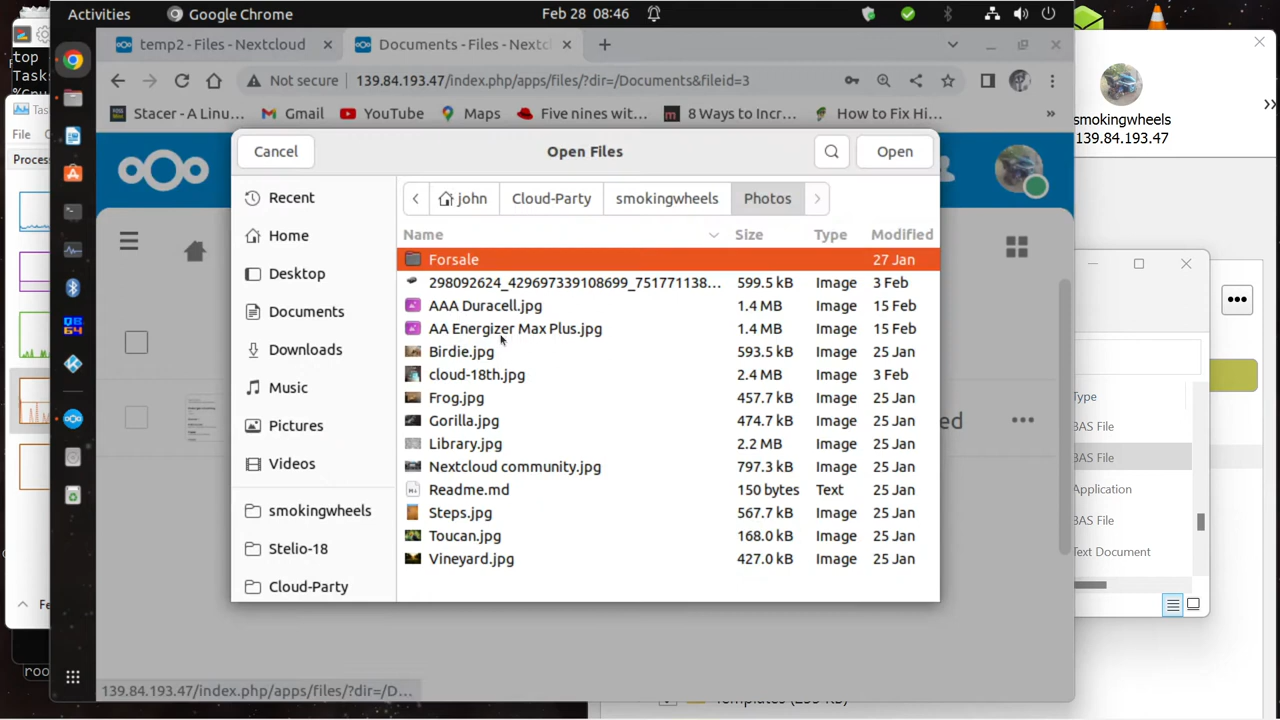 Activities
Google Chrome
Feb 28 08:46
top
Tasks
%Cpu
temp2 - Files - Nextcloud
Documents - Files - Nextcl
Not secure
139.84.193.47/index.php/apps/files/?dir=/Documents&fileid=3
Stacer - A Linu...
Gmail
YouTube
Maps
Five nines wit...
8 Ways to Incr...
How to Fix Hi...
»
smokingwheels
139.84.193.47
File
Process
Cancel
Open Files
Open
Recent
Home
Desktop
Documents
Downloads
Music
Pictures
Videos
smokingwheels
Stelio-18
Cloud-Party
john
Cloud-Party
smokingwheels
Photos
Name Size Type Modified
Forsale 27 Jan
298092624_429697339108699_751771138... 599.5 kB Image 3 Feb
AAA Duracell.jpg 1.4 MB Image 15 Feb
AA Energizer Max Plus.jpg 1.4 MB Image 15 Feb
Birdie.jpg 593.5 kB Image 25 Jan
cloud-18th.jpg 2.4 MB Image 3 Feb
Frog.jpg 457.7 kB Image 25 Jan
Gorilla.jpg 474.7 kB Image 25 Jan
Library.jpg 2.2 MB Image 25 Jan
Nextcloud community.jpg 797.3 kB Image 25 Jan
Readme.md 150 bytes Text 25 Jan
Steps.jpg 567.7 kB Image 25 Jan
Toucan.jpg 168.0 kB Image 25 Jan
Vineyard.jpg 427.0 kB Image 25 Jan
ed
Type
BAS File
BAS File
Application
BAS File
Text Document
Fe
roo
139.84.193.47/index.php/apps/files/?dir=/D...